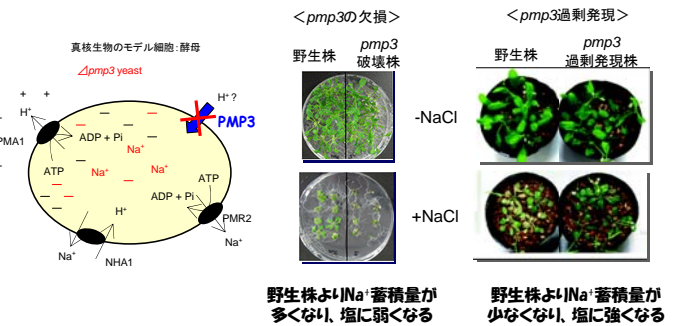 <pmp3の欠損>
<pmp3過剰発現>
真核生物のモデル細胞：酵母
⊿pmp3 yeast
野生株
pmp3
破壊株
野生株
pmp3
過剰発現株
+ +
H⁺
H⁺?
PMP3
PMA1
ADP + Pi
Na⁺
Na⁺
Na⁺
ATP
ATP
ADP + Pi
H⁺
PMR2
Na⁺
Na⁺
NHA1
-NaCl
+NaCl
野生株よりNa⁺蓄積量が
多くなり、塩に弱くなる
野生株よりNa⁺蓄積量が
少なくなり、塩に強くなる